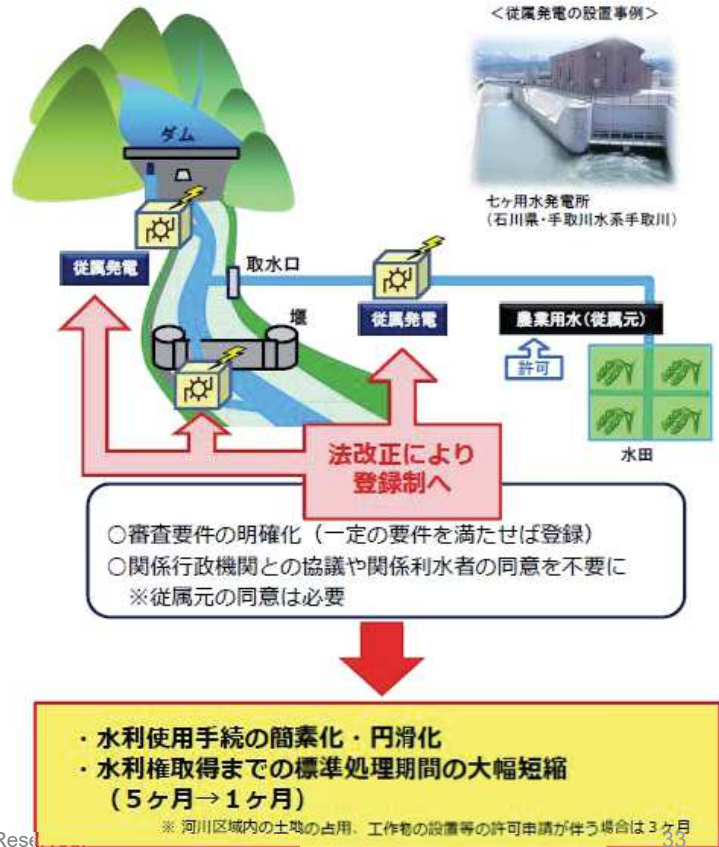 <従属発電の設置事例>
ダム
七ヶ用水発電所
(石川県・手取川水系手取川)
従属発電
取水口
堰
従属発電
農業用水(従属元)
許可
水田
法改正により
登録制へ
○審査要件の明確化(一定の要件を満たせば登録)
○関係行政機関との協議や関係利水者の同意を不要に
※従属元の同意は必要
・水利使用手続の簡素化・円滑化
・水利権取得までの標準処理期間の大幅短縮
(5ヶ月→1ヶ月)
※ 河川区域内の土地の占用、工作物の設置等の許可申請が伴う場合は3ヶ月
33